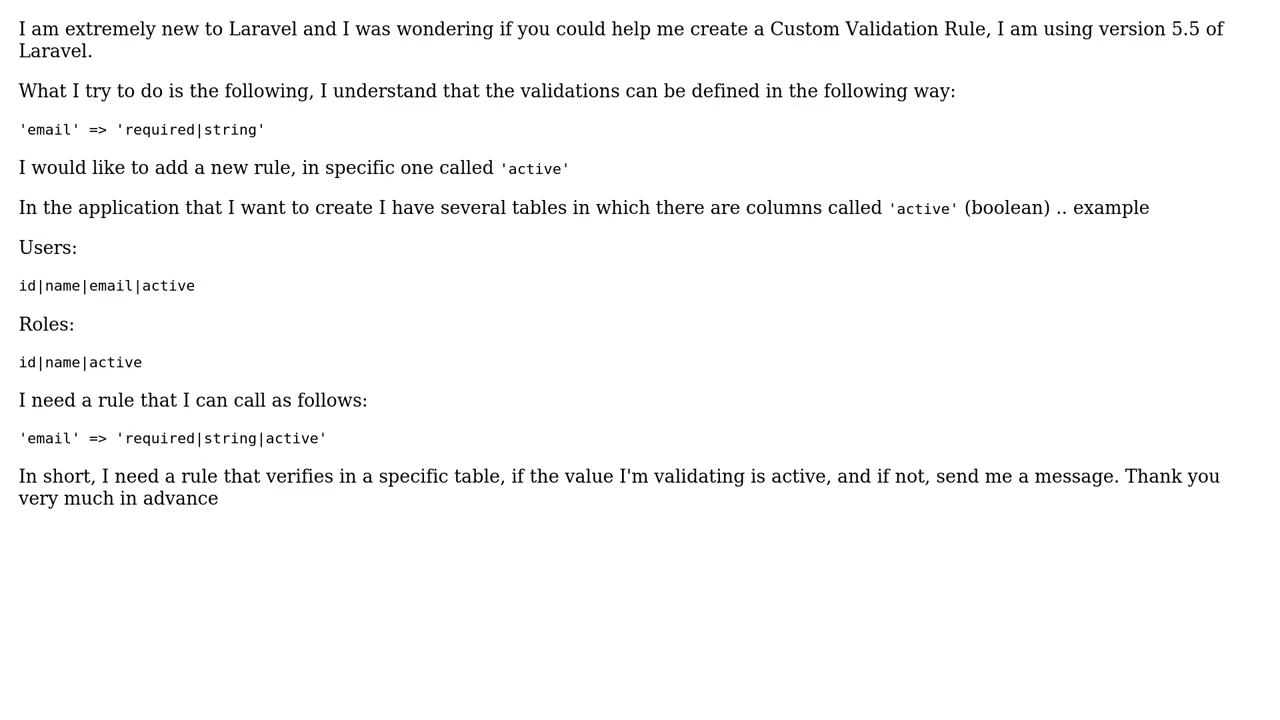 I am extremely new to Laravel and I was wondering if you could help me create a Custom Validation Rule, I am using version 5.5 of
Laravel.
What I try to do is the following, I understand that the validations can be defined in the following way:
'email' => 'required|string'
I would like to add a new rule, in specific one called 'active'
In the application that I want to create I have several tables in which there are columns called 'active' (boolean) .. example
Users:
id|name|email|active
Roles:
id|name|active
I need a rule that I can call as follows:
'email' => 'required|string|active'
In short, I need a rule that verifies in a specific table, if the value I'm validating is active, and if not, send me a message. Thank you
very much in advance